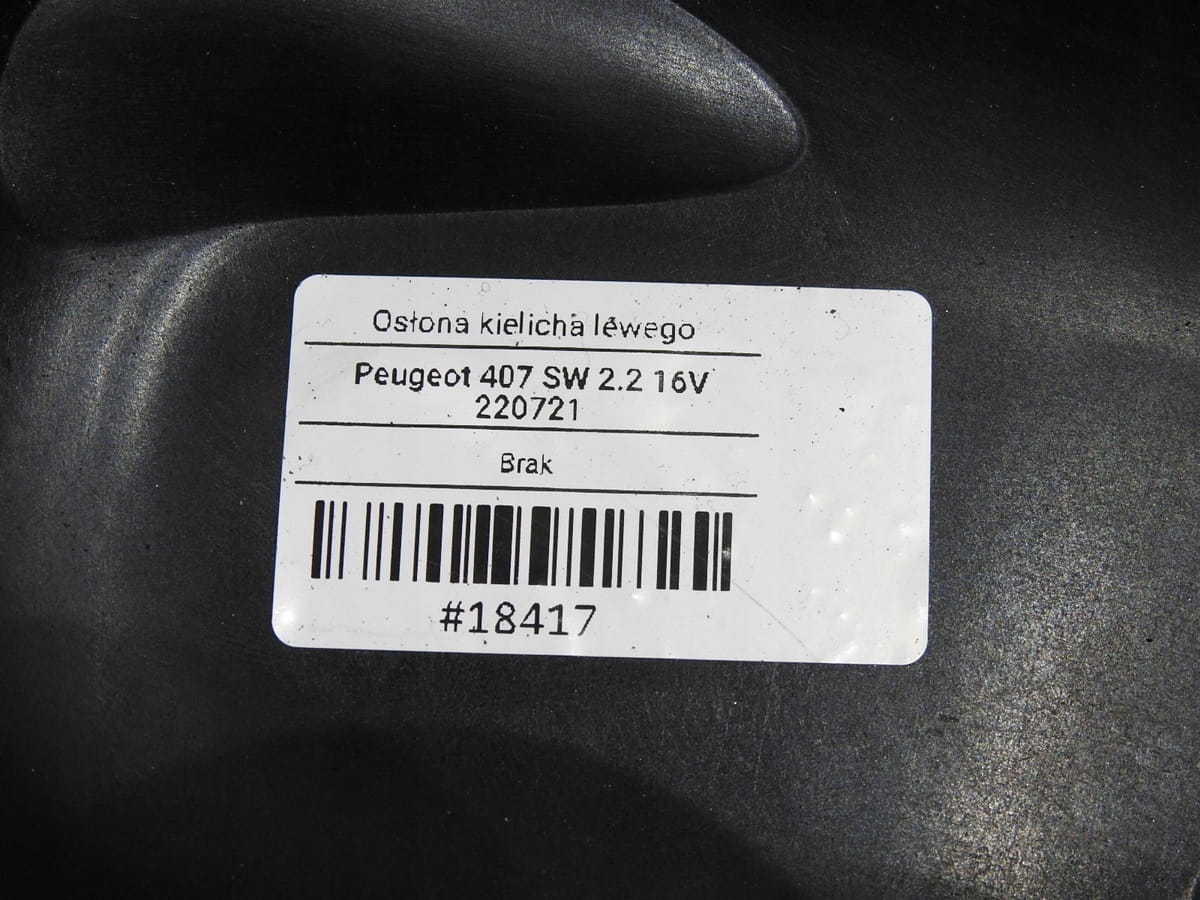 Osłona kielicha lewego
Peugeot 407 SW 2.2 16V
220721
Brak
#18417